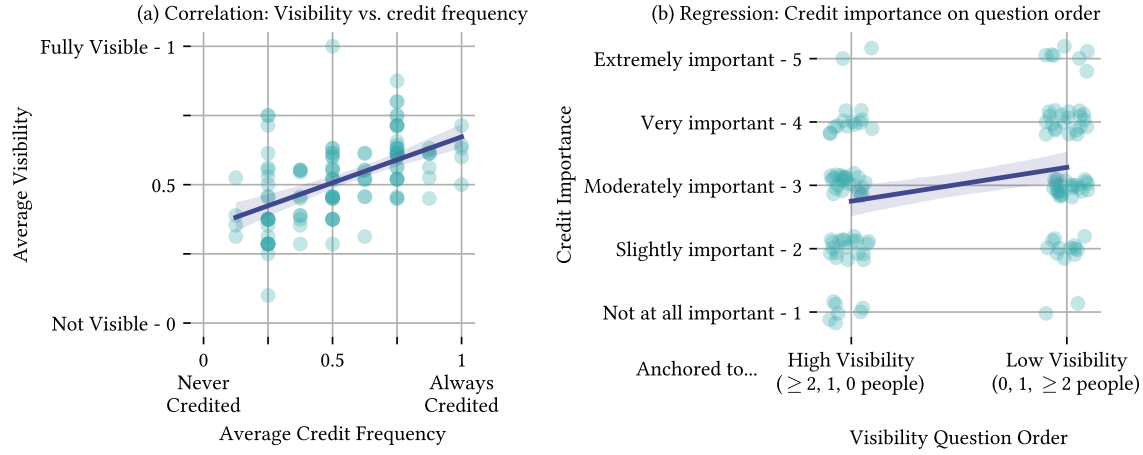 (a) Correlation: Visibility vs. credit frequency
Fully Visible - 1
0.5
Not Visible - 0
Average Visibility
0
0.5
1
Never
Credited
Always
Credited
Average Credit Frequency
(b) Regression: Credit importance on question order
Extremely important - 5
Very important - 4
Moderately important - 3
Slightly important - 2
Not at all important - 1
Credit Importance
Anchored to...
High Visibility
(≥2, 1, 0 people)
Low Visibility
(0, 1, ≥2 people)
Visibility Question Order